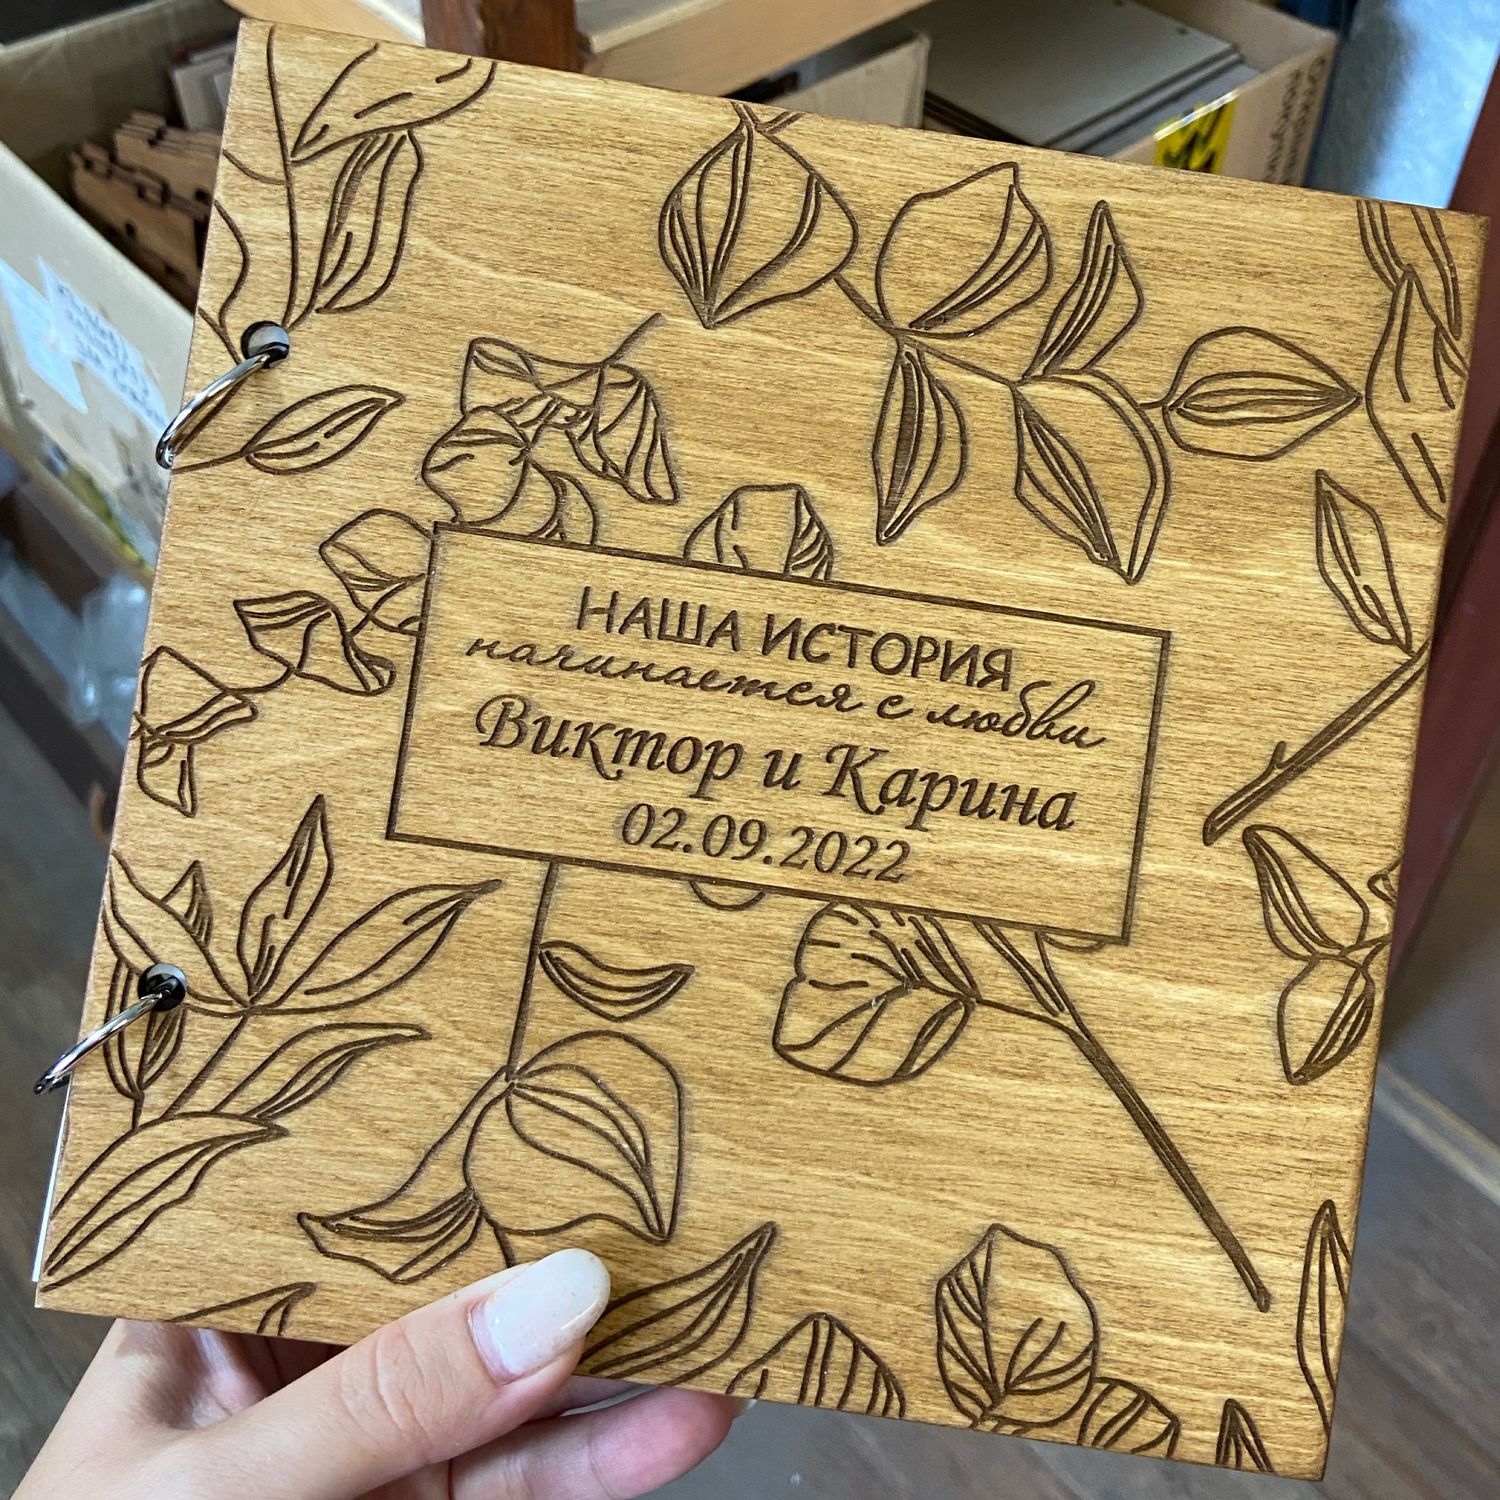 НАША ИСТОРИЯ
начинается с любви
Виктор и Карина
02.09.2022